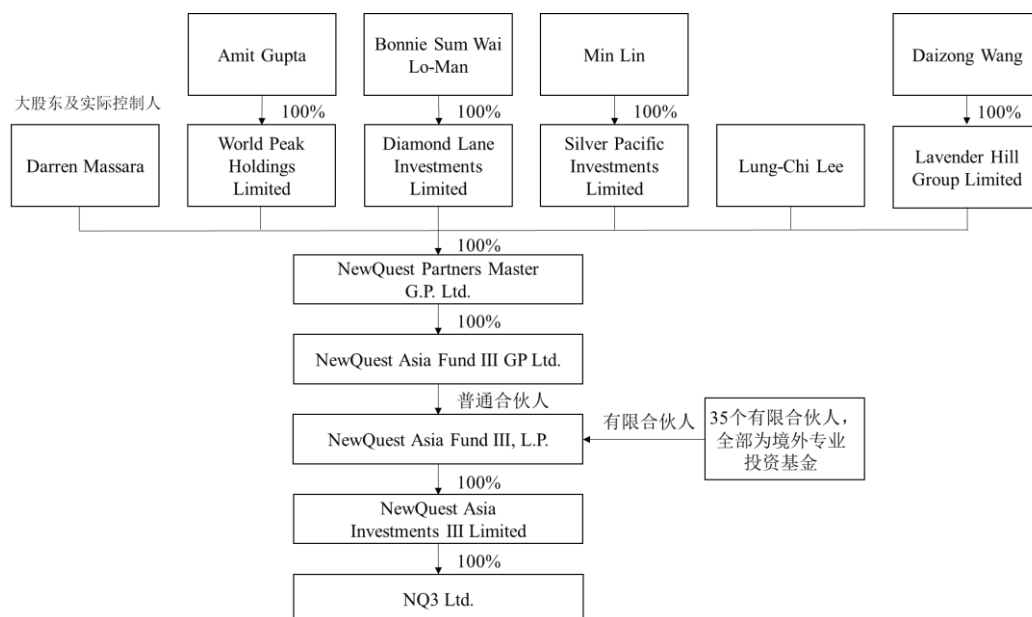 Amit Gupta
Bonnie Sum Wai
Lo-Man
Min Lin
Daizong Wang
大股东及实际控制人
100%
100%
100%
100%
Darren Massara
World Peak
Holdings
Limited
Diamond Lane
Investments
Limited
Silver Pacific
Investments
Limited
Lung-Chi Lee
Lavender Hill
Group Limited
100%
NewQuest Partners Master
G.P. Ltd.
100%
NewQuest Asia Fund III GP Ltd.
普通合伙人
NewQuest Asia Fund III, L.P.
有限合伙人
35个有限合伙人，
全部为境外专业
投资基金
100%
NewQuest Asia
Investments III Limited
100%
NQ3 Ltd.